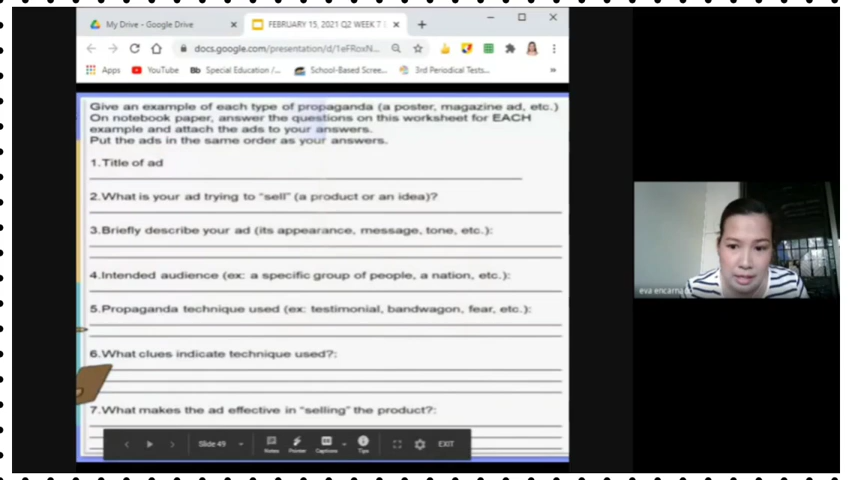 My Drive - Google Drive
FEBRUARY 15, 2021 Q2 WEEK 7
docs.google.com/presentation/d/1eFRoxN...
Apps
YouTube
Bb Special Education /...
School-Based Scree...
3rd Periodical Tests...
Give an example of each type of propaganda (a poster, magazine ad, etc.)
On notebook paper, answer the questions on this worksheet for EACH
example and attach the ads to your answers.
Put the ads in the same order as your answers.
1.Title of ad
2.What is your ad trying to "sell" (a product or an idea)?
3.Briefly describe your ad (its appearance, message, tone, etc.):
4.Intended audience (ex: a specific group of people, a nation, etc.):
5.Propaganda technique used (ex: testimonial, bandwagon, fear, etc.):
6.What clues indicate technique used?:
7.What makes the ad effective in "selling" the product?:
Slide 49
Notes
Pointer
Captions
Tips
EXIT
eva